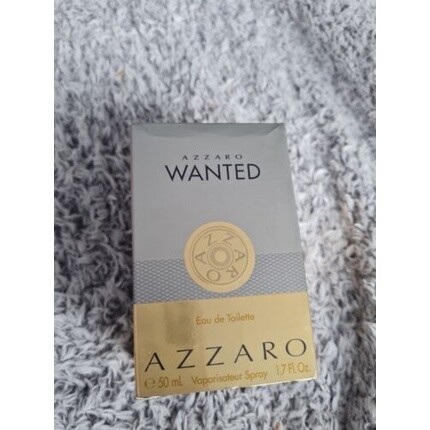 AZZARO
WANTED
AZZARO
Eau de Toilette
AZZARO
℮ 50 mL Vaporisateur Spray 1.7 Fl.Oz.